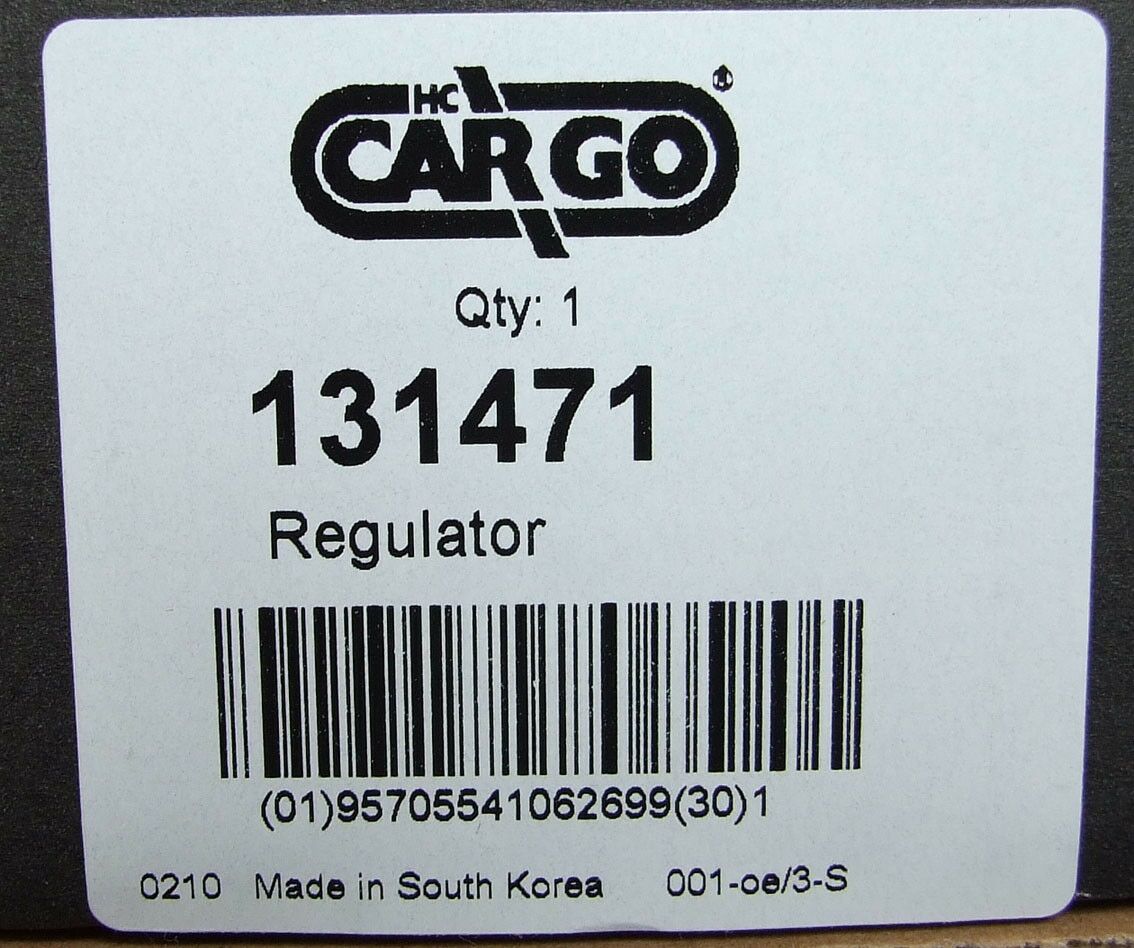 HC
CARGO®
Qty: 1
131471
Regulator
(01)95705541062699(30)1
0210 Made in South Korea 001-oe/3-S